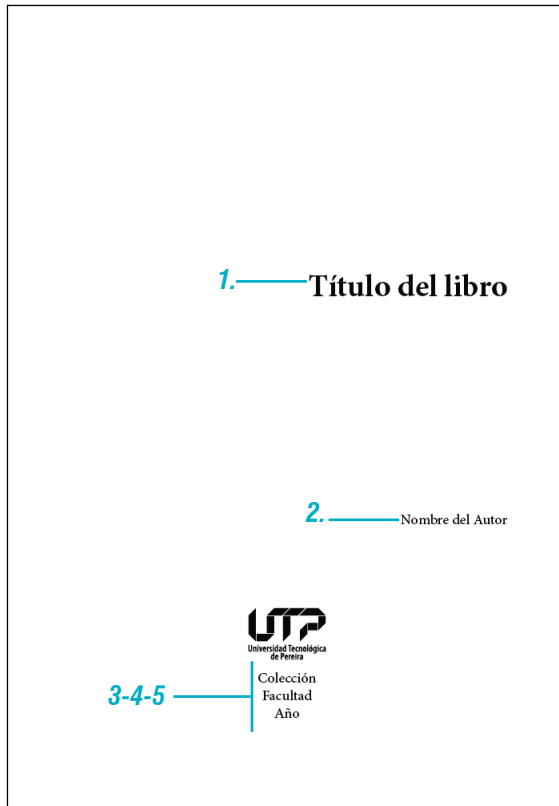 1. Título del libro
2. Nombre del Autor
UTP
Universidad Tecnológica
de Pereira
Colección
3-4-5 Facultad
Año